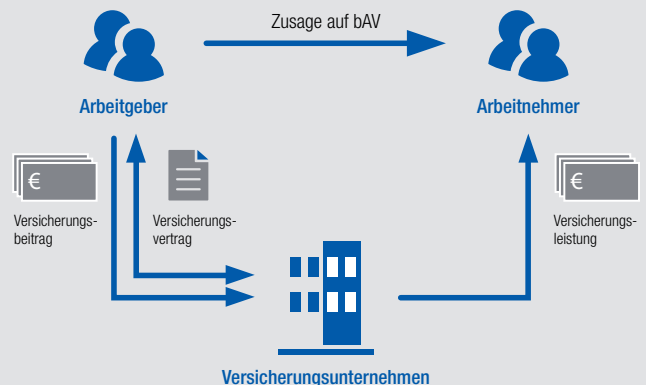 Zusage auf bAV
Arbeitgeber
Arbeitnehmer
€
Versicherungs-
beitrag
Versicherungs-
vertrag
€
Versicherungs-
leistung
Versicherungsunternehmen